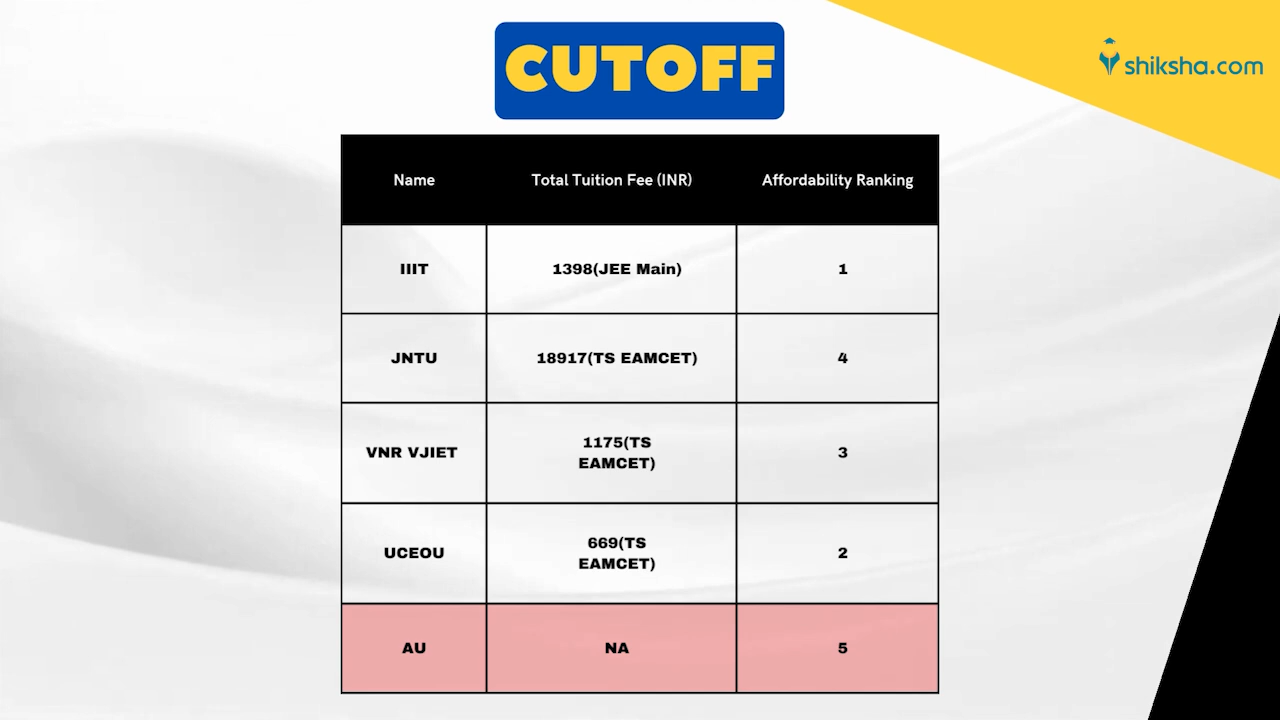 CUTOFF
shiksha.com
Name Total Tuition Fee (INR) Affordability Ranking
IIIT 1398(JEE Main) 1
JNTU 18917(TS EAMCET) 4
VNR VJIET 1175(TS
EAMCET) 3
UCEOU 669(TS
EAMCET) 2
AU NA 5